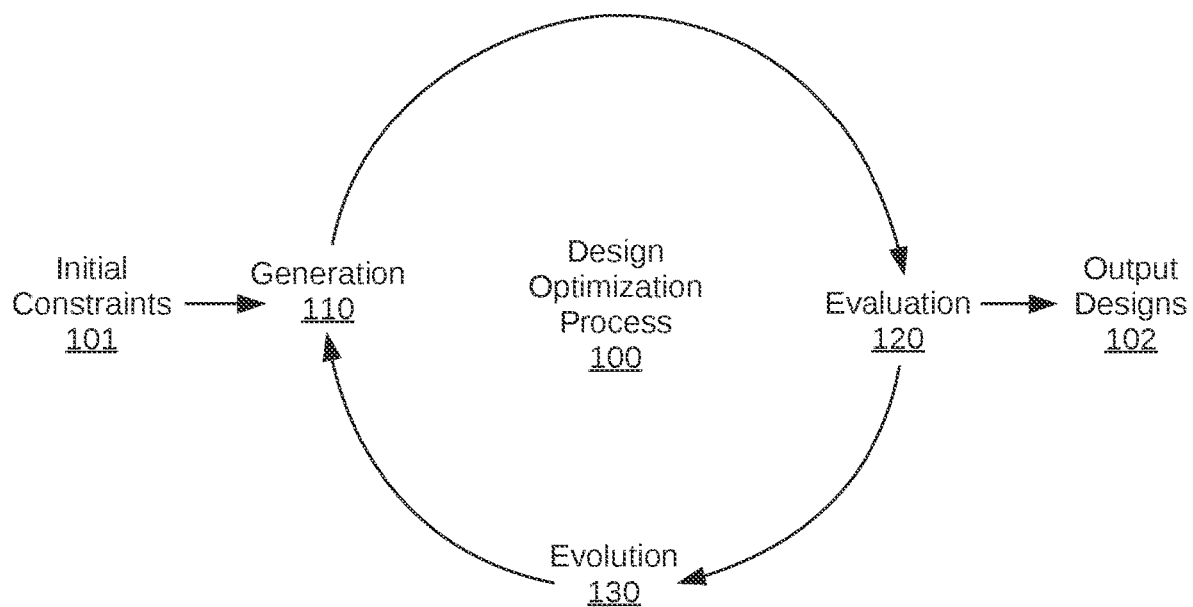 Initial
Constraints
101
Generation
110
Design
Optimization
Process
100
Evaluation
120
Output
Designs
102
Evolution
130